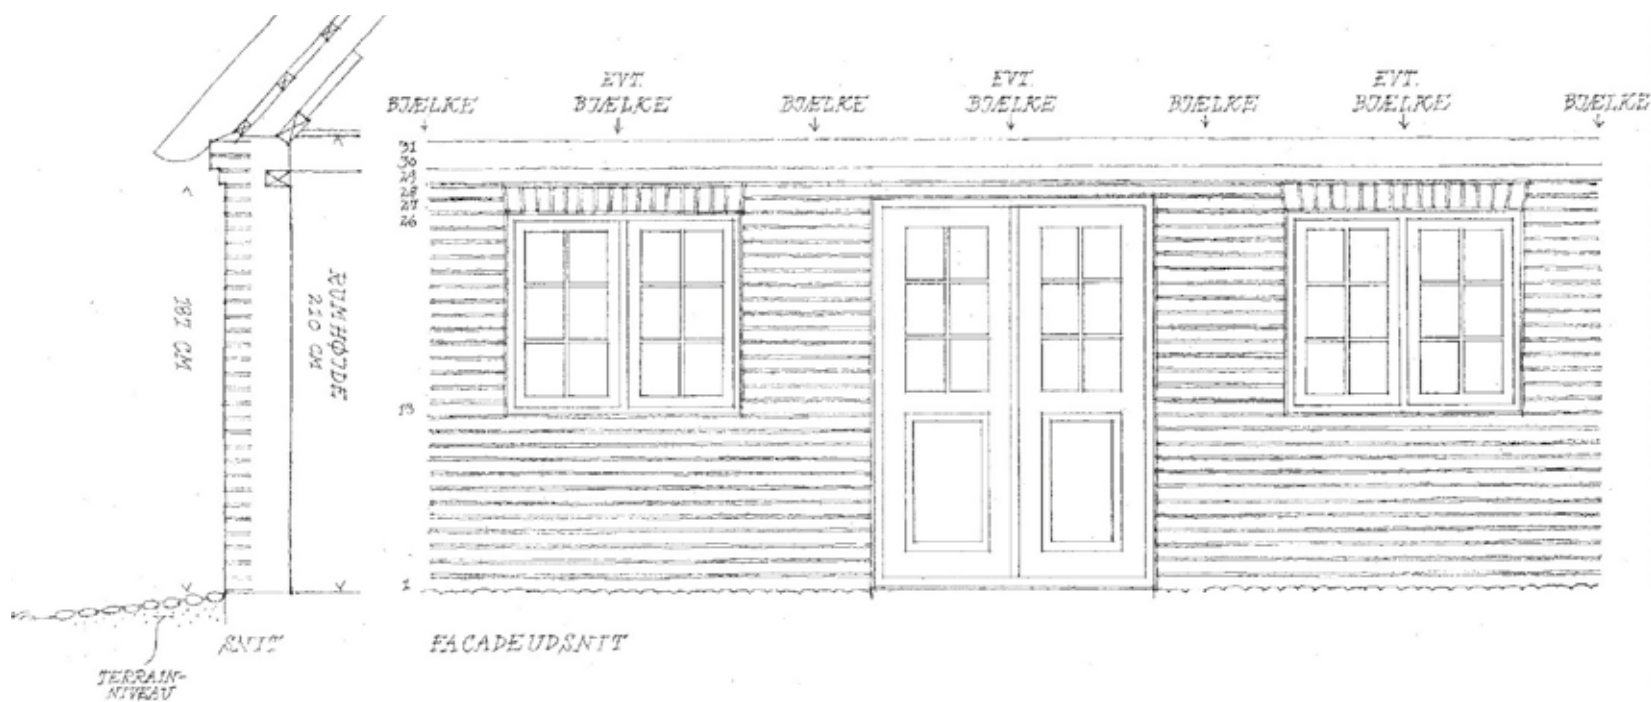 EVT.
EVT.
EVT.
BJÆLKE
BJÆLKE
BJÆLKE
BJÆLKE
BJÆLKE
BJÆLKE
BJÆLKE
31
30
29
28
27
26
13
1
RUMHØJDE
210 CM
187 CM
SNIT
FACADEUDSNIT
TERRAIN-
NIVEAU